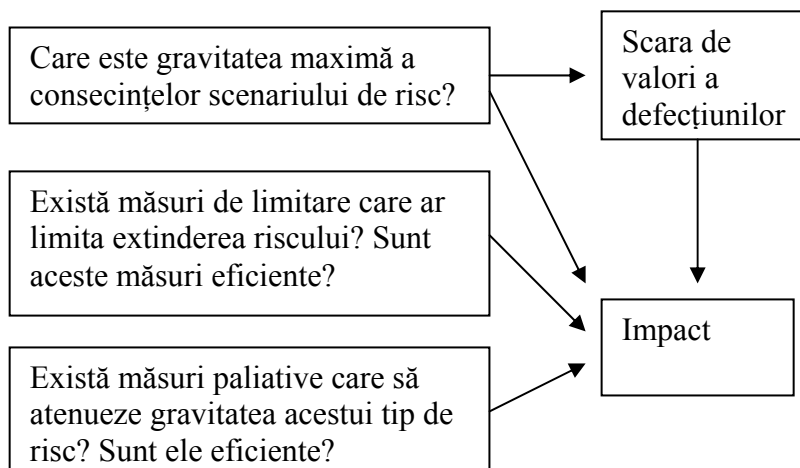 Care este gravitatea maximă a
consecințelor scenariului de risc?
Scara de
valori a
defecțiunilor
Există măsuri de limitare care ar
limita extinderea riscului? Sunt
aceste măsuri eficiente?
Impact
Există măsuri paliative care să
atenueze gravitatea acestui tip de
risc? Sunt ele eficiente?